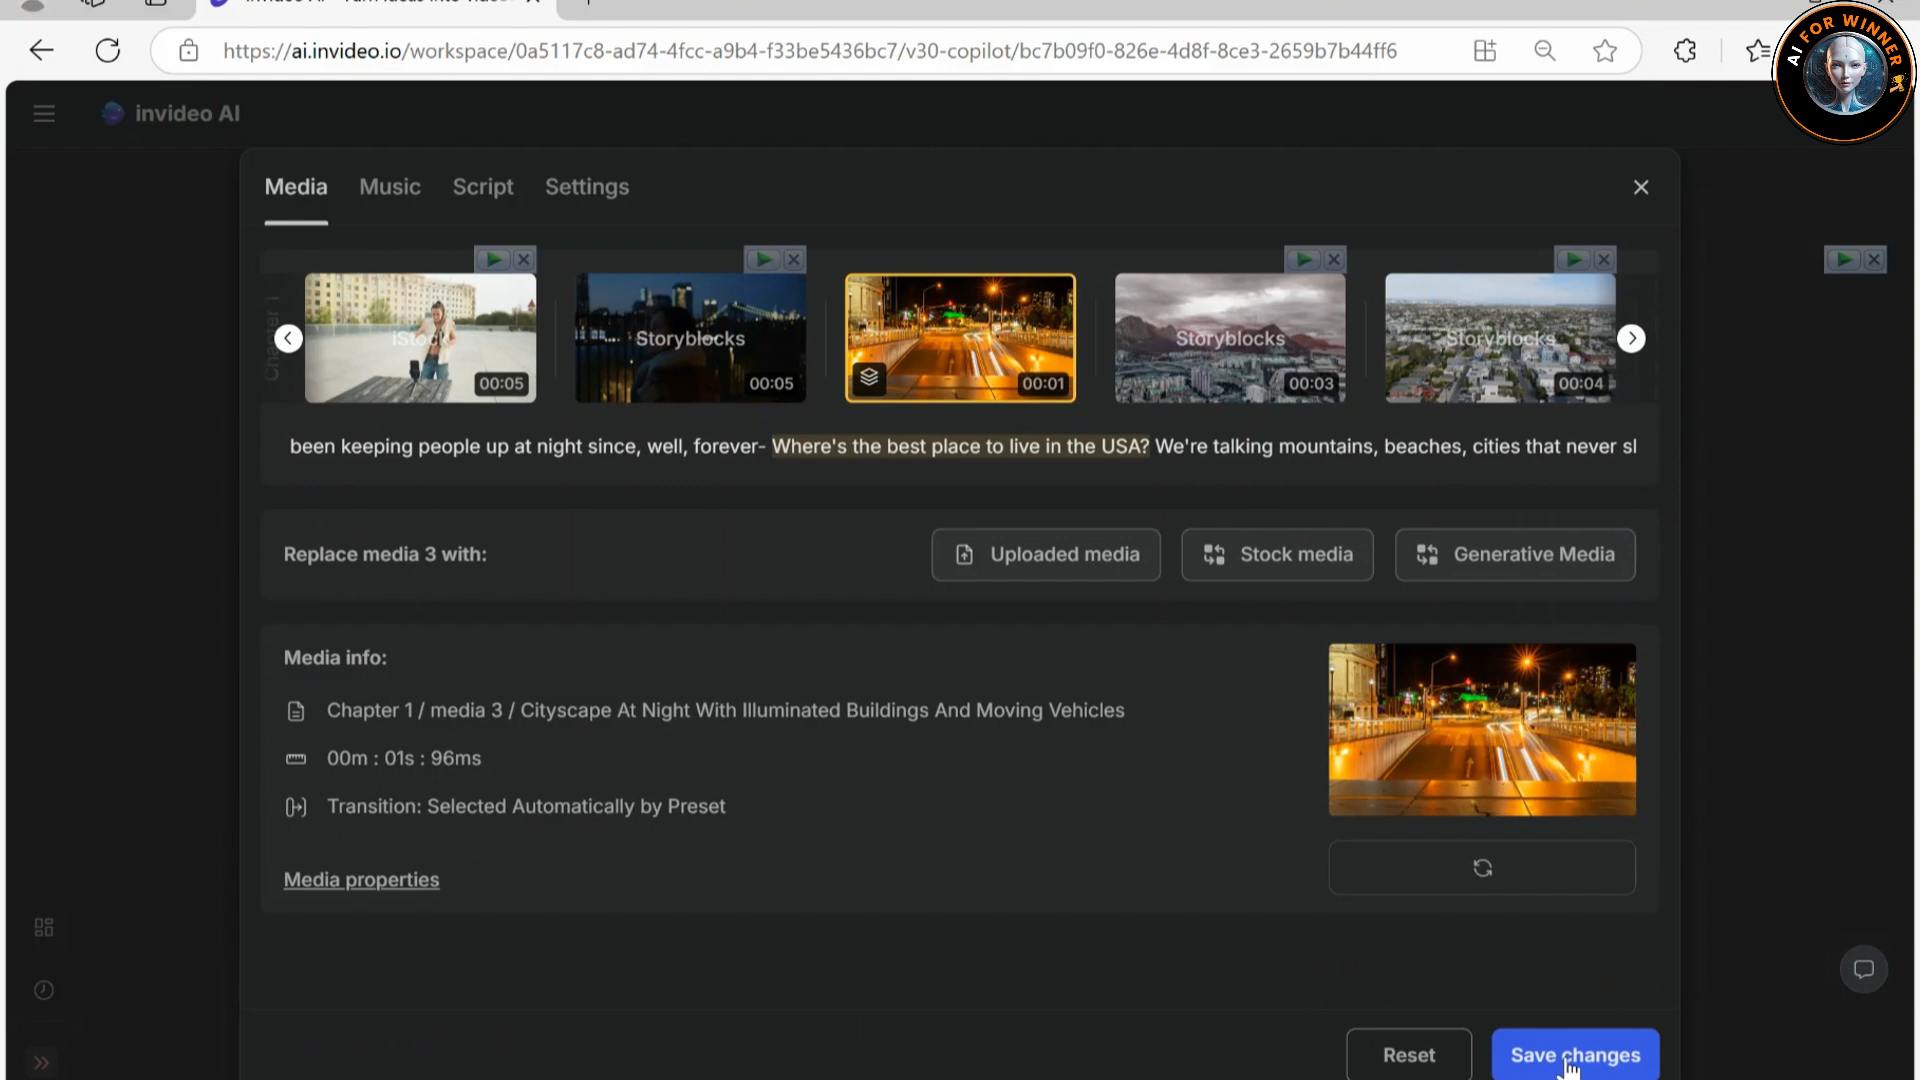 https://ai.invideo.io/workspace/0a5117c8-ad74-4fcc-a9b4-f33be5436bc7/v30-copilot/bc7b09f0-826e-4d8f-8ce3-2659b7b44ff6
AI FOR WINNER
invideo AI
Media Music Script Settings
Chapter 1
iStock
00:05
Storyblocks
00:05
00:01
Storyblocks
00:03
Storyblocks
00:04
been keeping people up at night since, well, forever- Where's the best place to live in the USA? We're talking mountains, beaches, cities that never sl
Replace media 3 with:
Uploaded media
Stock media
Generative Media
Media info:
Chapter 1 / media 3 / Cityscape At Night With Illuminated Buildings And Moving Vehicles
00m : 01s : 96ms
Transition: Selected Automatically by Preset
Media properties
Reset
Save changes